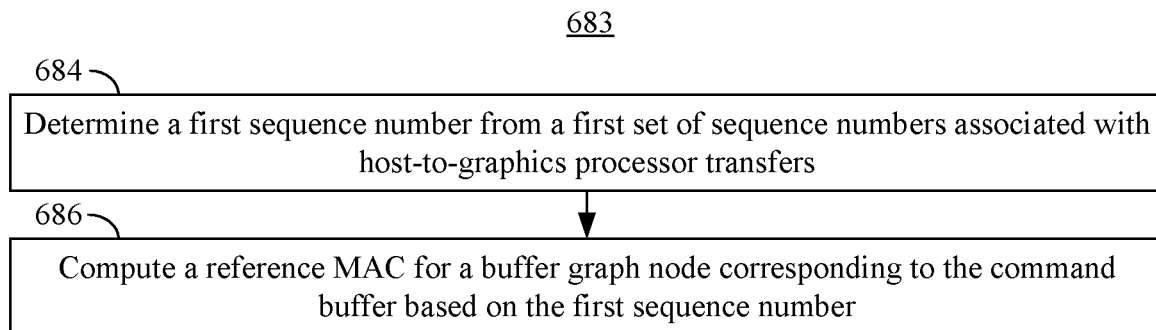 683
684
Determine a first sequence number from a first set of sequence numbers associated with
host-to-graphics processor transfers
686
Compute a reference MAC for a buffer graph node corresponding to the command
buffer based on the first sequence number